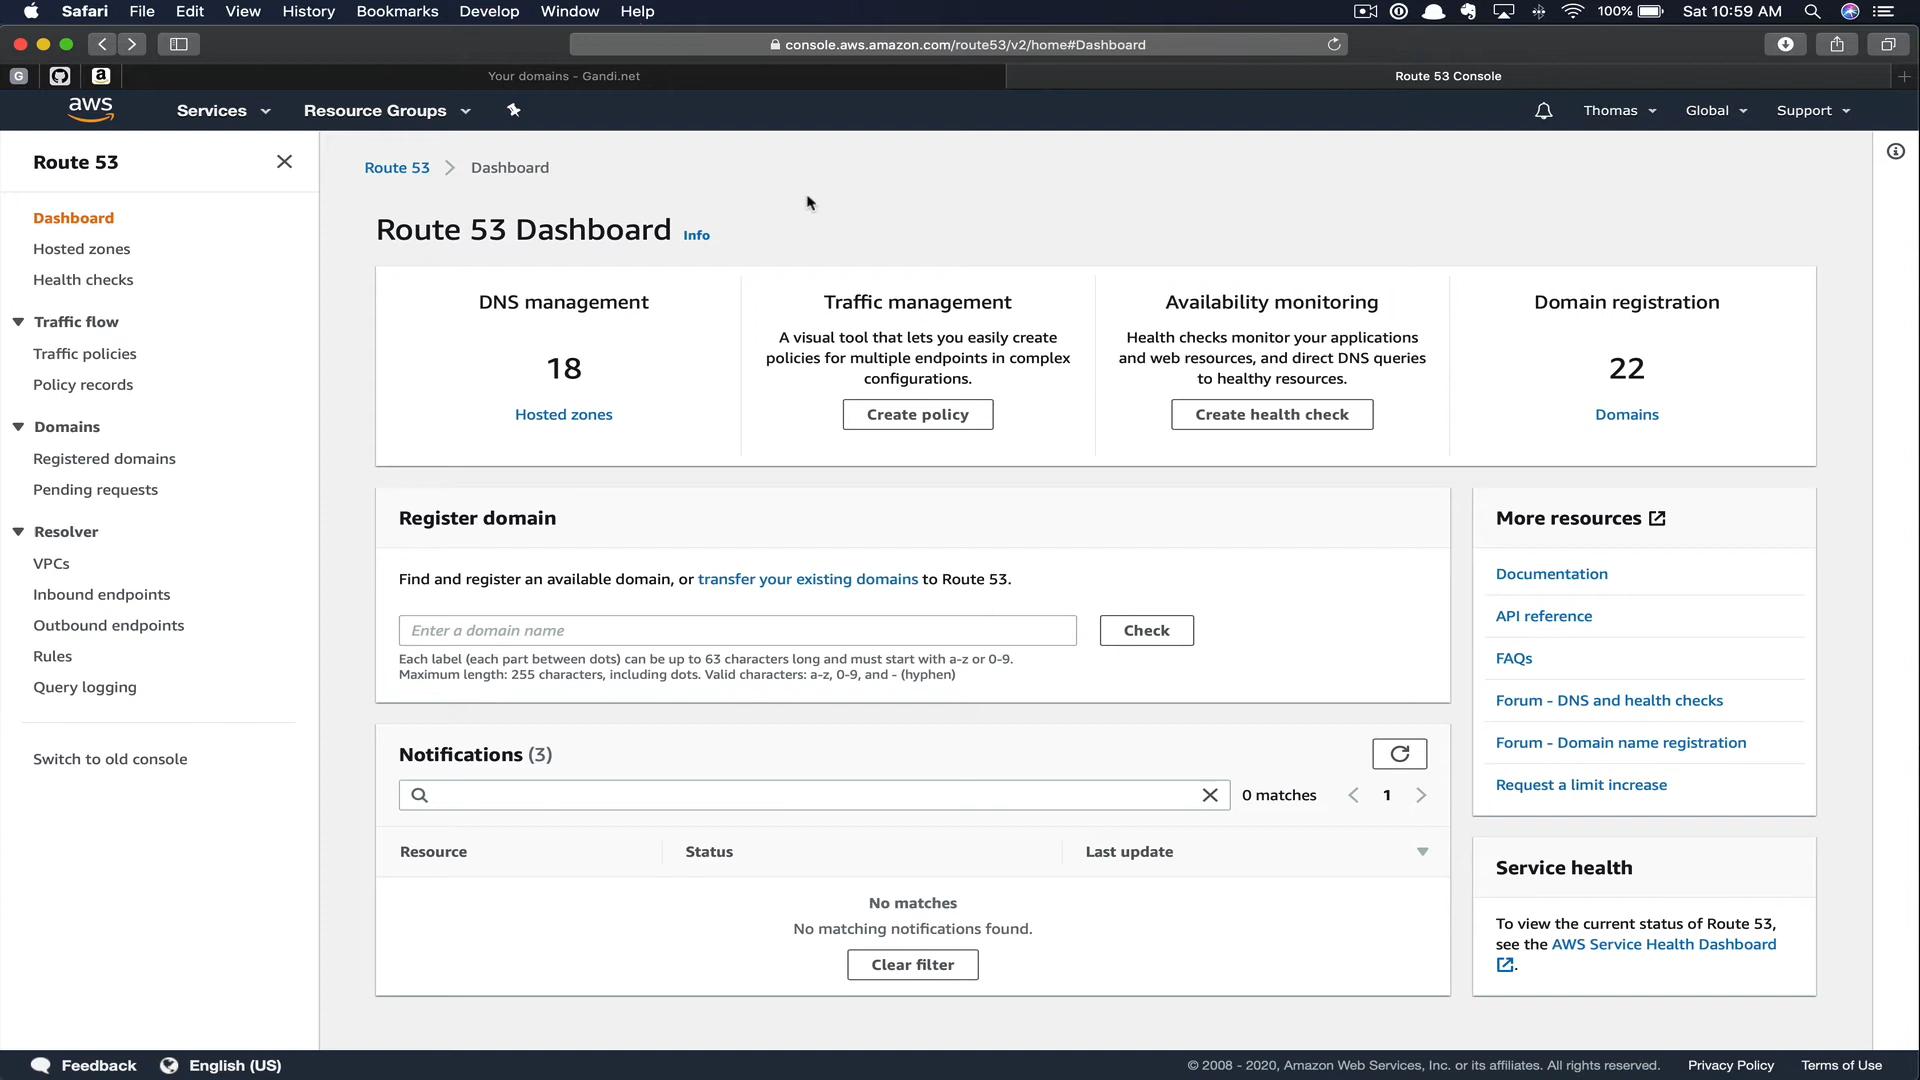 Safari File Edit View History Bookmarks Develop Window Help
100% Sat 10:59 AM
console.aws.amazon.com/route53/v2/home#Dashboard
G a Your domains - Gandi.net Route 53 Console
aws Services Resource Groups Thomas Global Support
Route 53
Dashboard
Hosted zones
Health checks
Traffic flow
Traffic policies
Policy records
Domains
Registered domains
Pending requests
Resolver
VPCs
Inbound endpoints
Outbound endpoints
Rules
Query logging
Switch to old console
Route 53 > Dashboard
Route 53 Dashboard Info
DNS management
18
Hosted zones
Traffic management
A visual tool that lets you easily create
policies for multiple endpoints in complex
configurations.
Create policy
Availability monitoring
Health checks monitor your applications
and web resources, and direct DNS queries
to healthy resources.
Create health check
Domain registration
22
Domains
Register domain
Find and register an available domain, or transfer your existing domains to Route 53.
Enter a domain name
Check
Each label (each part between dots) can be up to 63 characters long and must start with a-z or 0-9.
Maximum length: 255 characters, including dots. Valid characters: a-z, 0-9, and - (hyphen)
Notifications (3)
0 matches
1
Resource Status Last update
No matches
No matching notifications found.
Clear filter
More resources
Documentation
API reference
FAQs
Forum - DNS and health checks
Forum - Domain name registration
Request a limit increase
Service health
To view the current status of Route 53,
see the AWS Service Health Dashboard
.
Feedback English (US)
© 2008 - 2020, Amazon Web Services, Inc. or its affiliates. All rights reserved. Privacy Policy Terms of Use